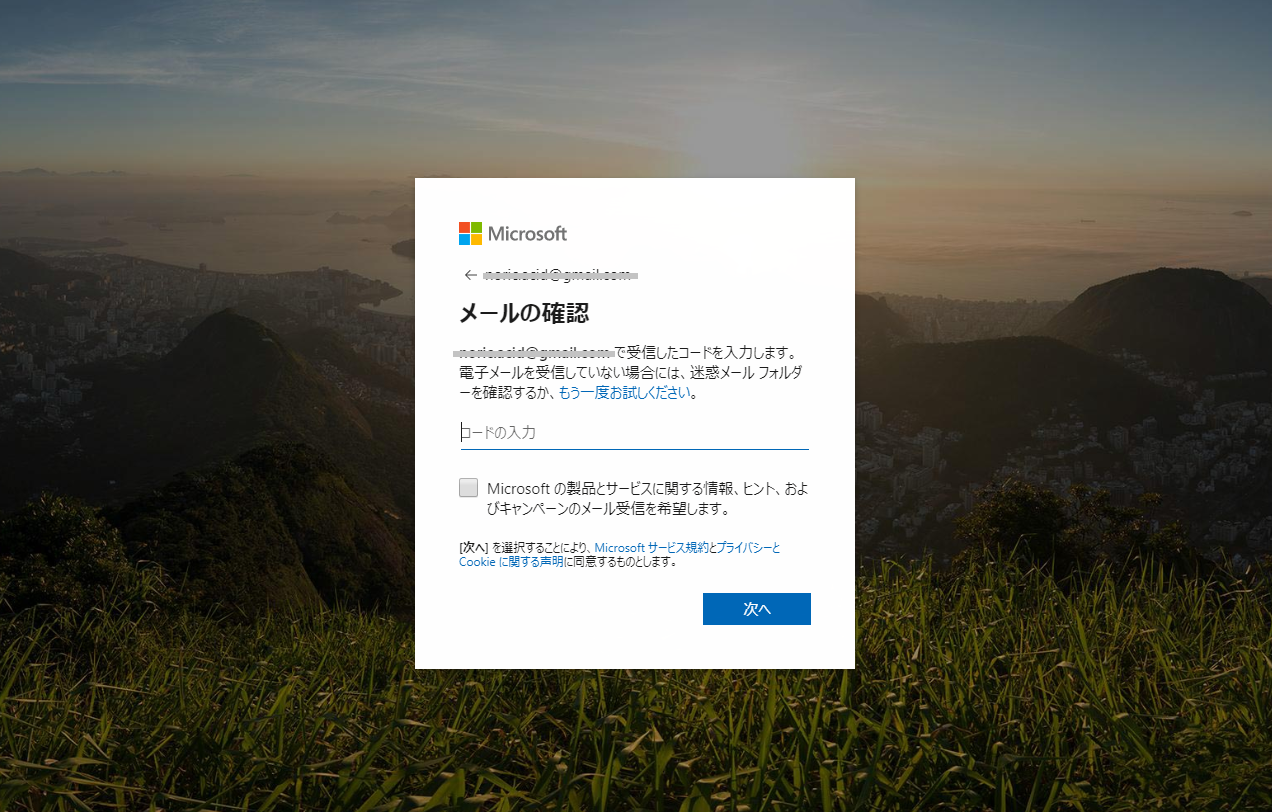 Microsoft
←
メールの確認
で受信したコードを入力します。
電子メールを受信していない場合には、迷惑メール フォルダ
ーを確認するか、もう一度お試しください。
コードの入力
Microsoft の製品とサービスに関する情報、ヒント、およ
びキャンペーンのメール受信を希望します。
[次へ] を選択することにより、Microsoft サービス規約とプライバシーと
Cookie に関する声明に同意するものとします。
次へ